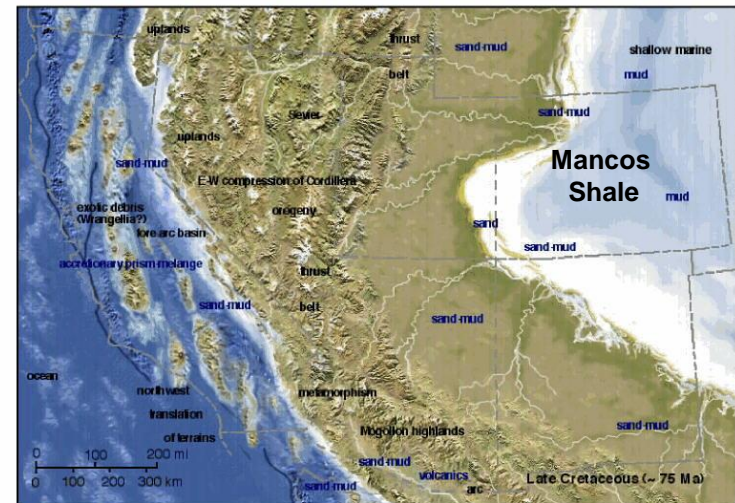 uplands
thrust
sand-mud
shallow marine
belt
mud
Sevier
sand-mud
uplands
Mancos
Shale
sand-mud
E-W compression of Cordillera
mud
exotic debris
(Wrangellia?)
oregeny
sand
fore arc basin
sand-mud
accretionary prism-melange
thrust
sand-mud
belt
sand-mud
ocean
northwest
metamorphism
translation
sand-mud
of terrains
Mogollon highlands
0 100 200 mi
0 100 200 300 km
sand-mud
volcanics
sand-mud
arc
Late Cretaceous (~ 75 Ma)